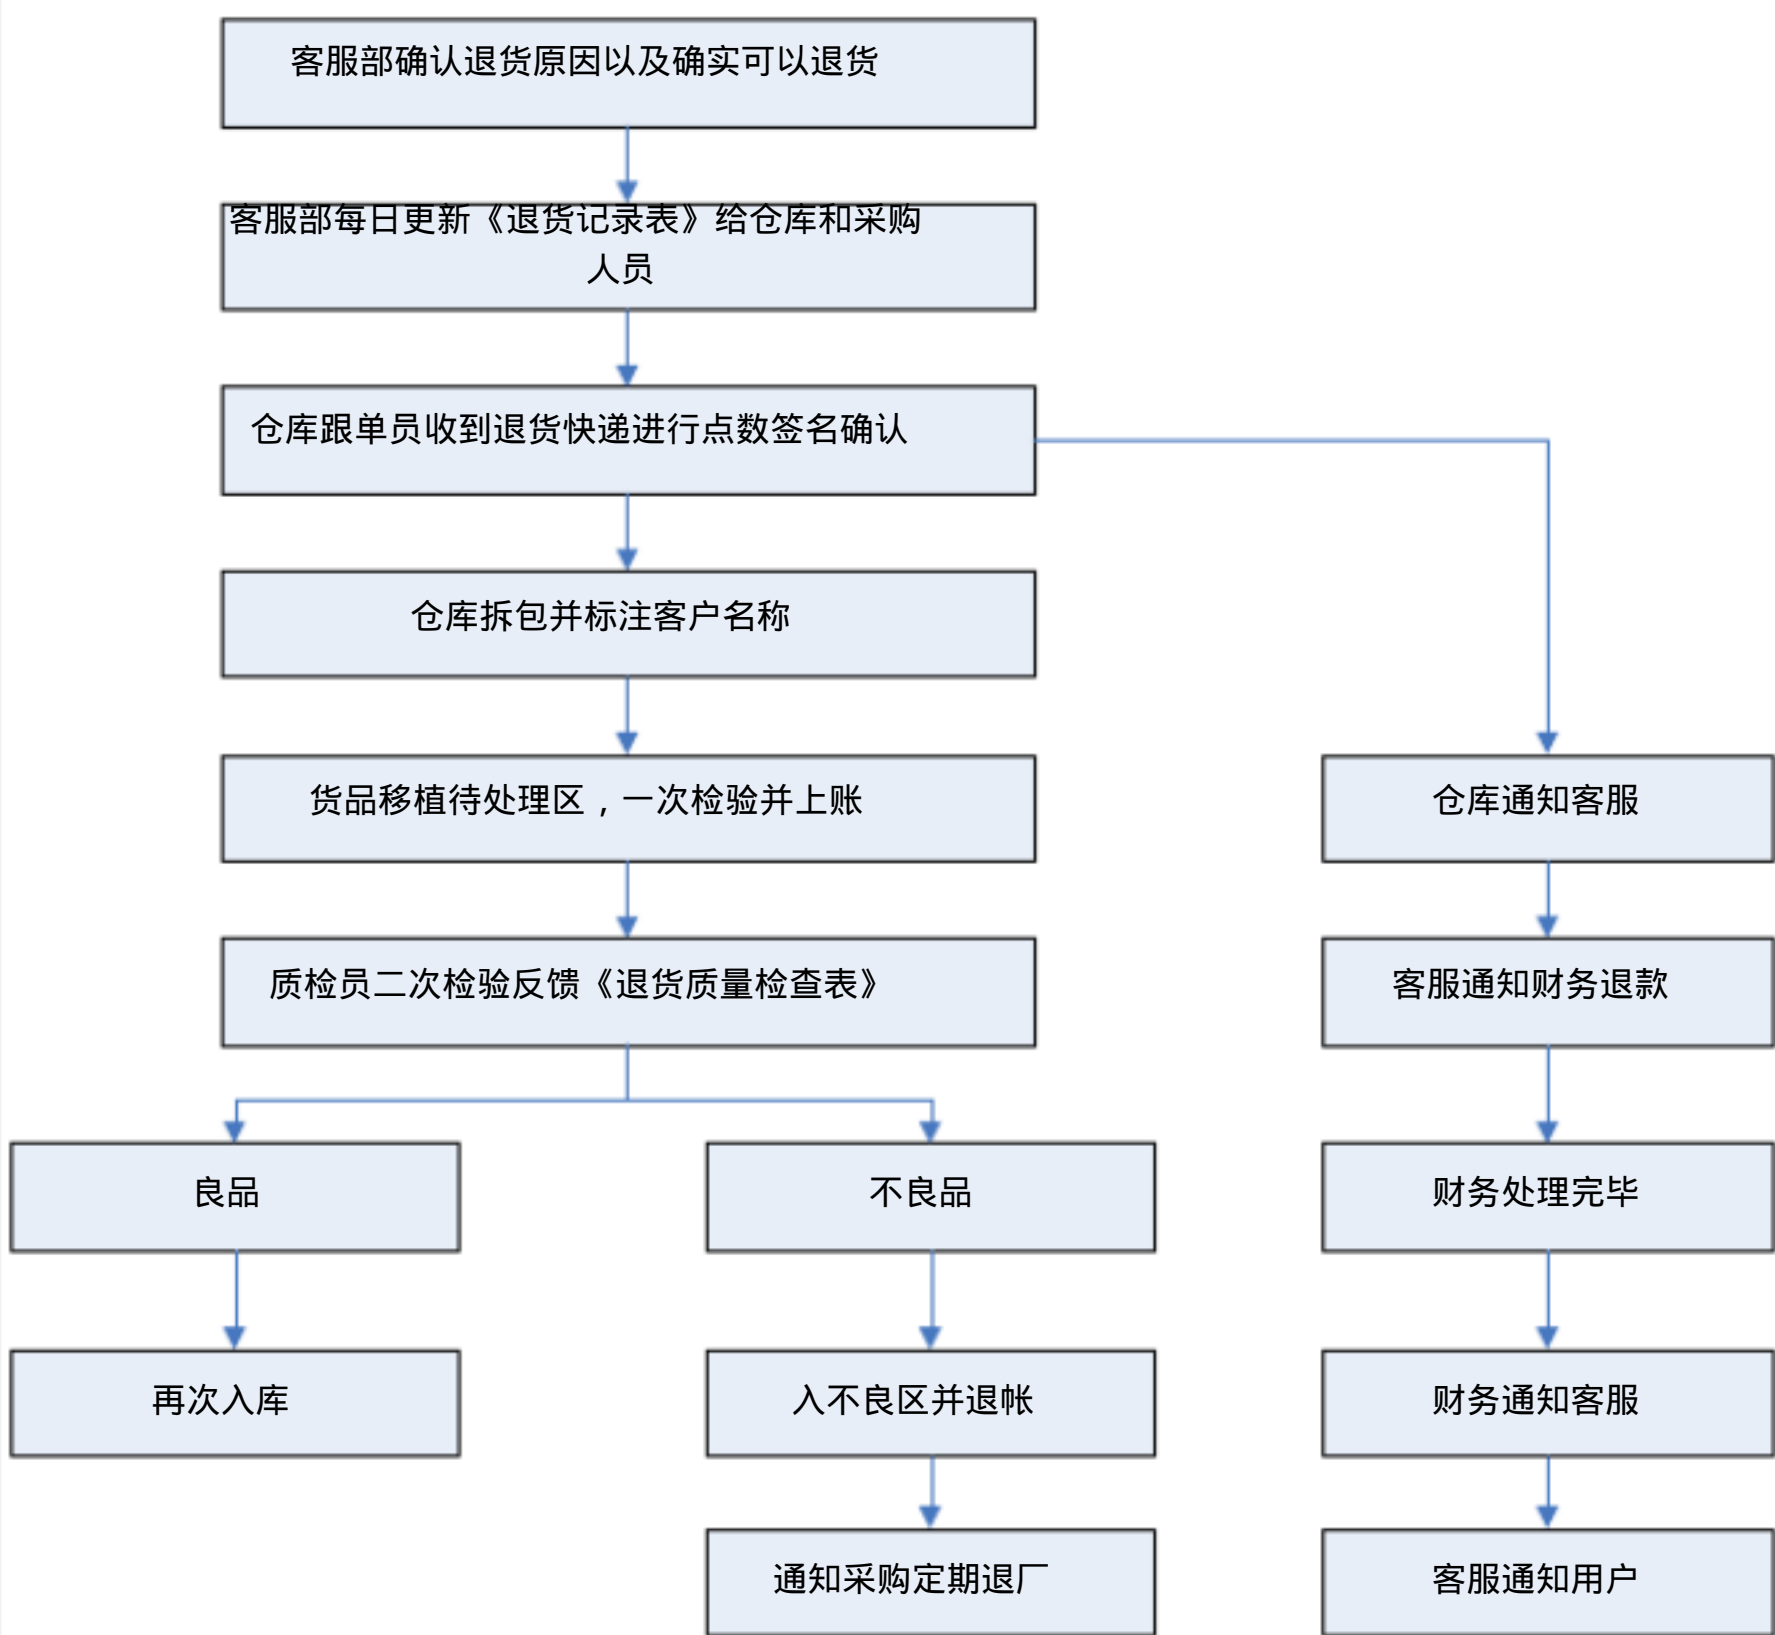 客服部确认退货原因以及确实可以退货
客服部每日更新《退货记录表》给仓库和采购
人员
仓库跟单员收到退货快递进行点数签名确认
仓库拆包并标注客户名称
货品移植待处理区，一次检验并上账
仓库通知客服
质检员二次检验反馈《退货质量检查表》
客服通知财务退款
良品
不良品
财务处理完毕
再次入库
入不良区并退帐
财务通知客服
通知采购定期退厂
客服通知用户